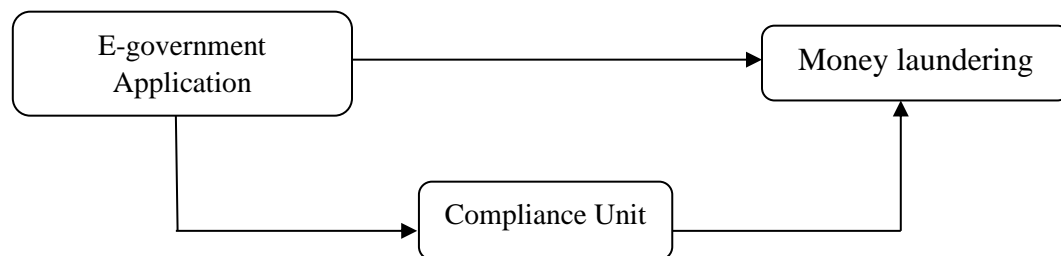 E-government
Application
Money laundering
Compliance Unit